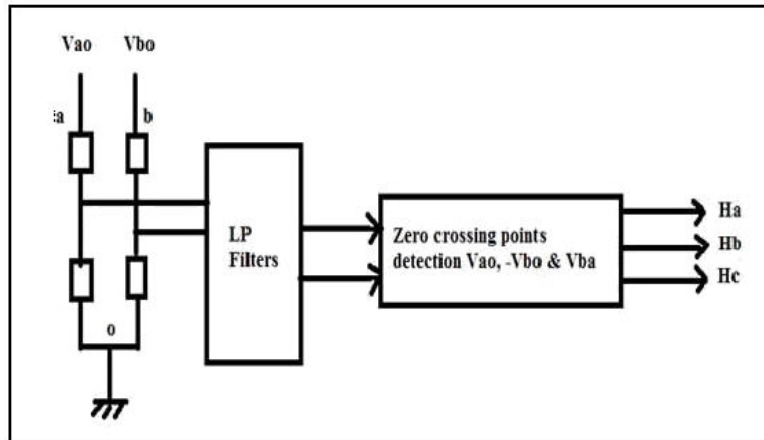 Vao Vbo
a b
LP
Filters
Zero crossing points
detection Vao, -Vbo & Vba
Ha
Hb
Hc
o